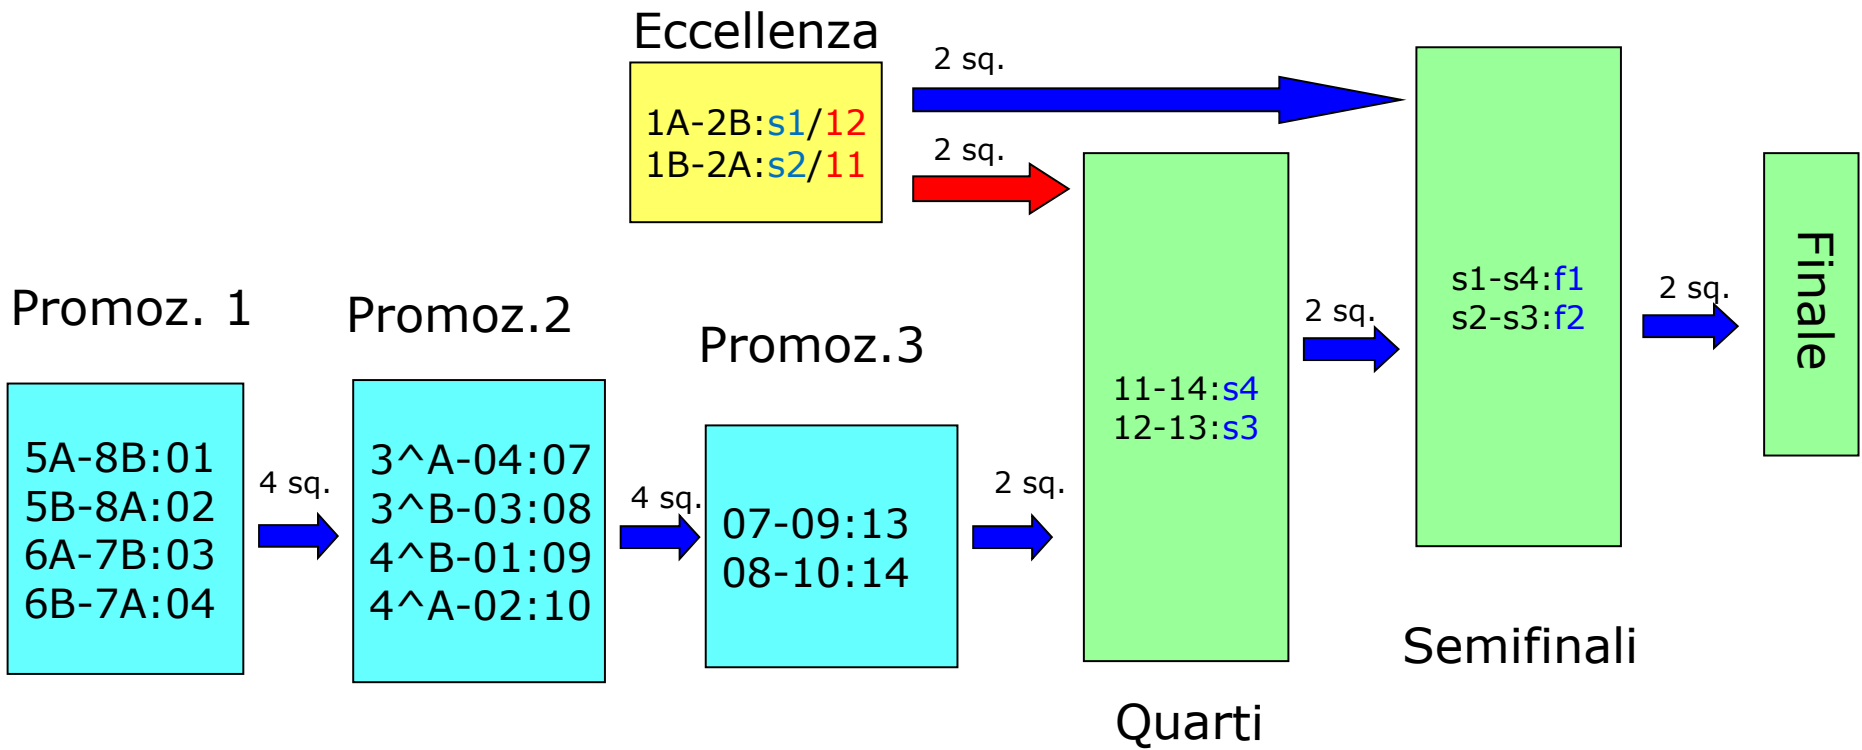 Eccellenza
1A-2B:s1/12
1B-2A:s2/11
2 sq.
2 sq.
Promoz. 1
5A-8B:01
5B-8A:02
6A-7B:03
6B-7A:04
4 sq.
Promoz.2
3^A-04:07
3^B-03:08
4^B-01:09
4^A-02:10
4 sq.
Promoz.3
07-09:13
08-10:14
2 sq.
11-14:s4
12-13:s3
Quarti
2 sq.
s1-s4:f1
s2-s3:f2
Semifinali
2 sq.
Finale